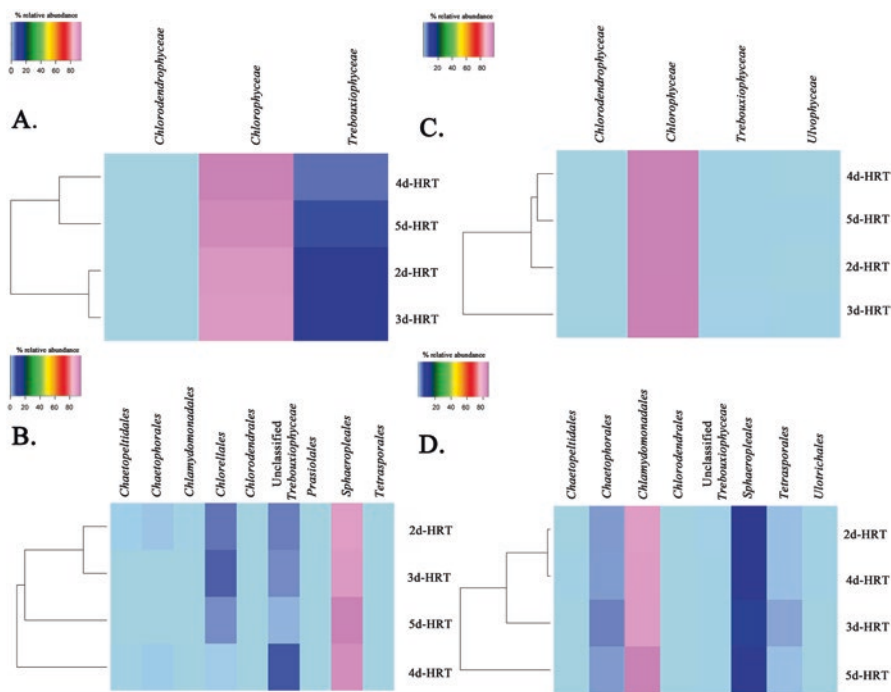 % relative abundance
0 20 40 60 80
A.
Chlorodendrophyceae
Chlorophyceae
Trebouxiophyceae
4d-HRT
5d-HRT
2d-HRT
3d-HRT
% relative abundance
20 40 60 80
C.
Chlorodendrophyceae
Chlorophyceae
Trebouxiophyceae
Ulvophyceae
4d-HRT
5d-HRT
2d-HRT
3d-HRT
% relative abundance
0 20 40 60 80
B.
Chaetopeltidales
Chaetophorales
Chlamydomonadales
Chlorellales
Chlorodendrales
Unclassified
Trebouxiophyceae
Prasiolales
Sphaeropleales
Tetrasporales
2d-HRT
3d-HRT
5d-HRT
4d-HRT
% relative abundance
20 40 60 80
D.
Chaetopeltidales
Chaetophorales
Chlamydomonadales
Chlorodendrales
Unclassified
Trebouxiophyceae
Sphaeropleales
Tetrasporales
Ulotrichales
2d-HRT
4d-HRT
3d-HRT
5d-HRT